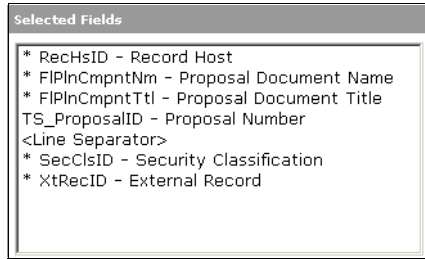 Selected Fields
* RecHsID - Record Host
* FlPlnCmpntNm - Proposal Document Name
* FlPlnCmpntTtl - Proposal Document Title
TS_ProposalID - Proposal Number
<Line Separator>
* SecClsID - Security Classification
* XtRecID - External Record